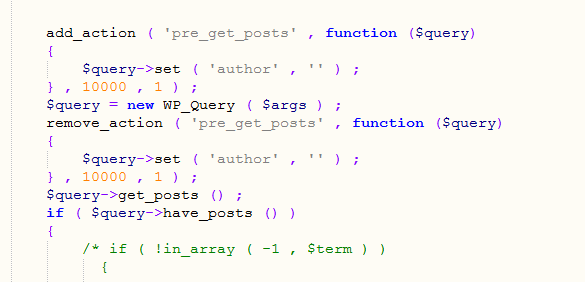 add_action ( 'pre_get_posts' , function ($query)
{
$query->set ( 'author' , '' ) ;
} , 10000 , 1 ) ;
$query = new WP_Query ( $args ) ;
remove_action ( 'pre_get_posts' , function ($query)
{
$query->set ( 'author' , '' ) ;
} , 10000 , 1 ) ;
$query->get_posts () ;
if ( $query->have_posts () )
{
/* if ( !in_array ( -1 , $term ) )
{